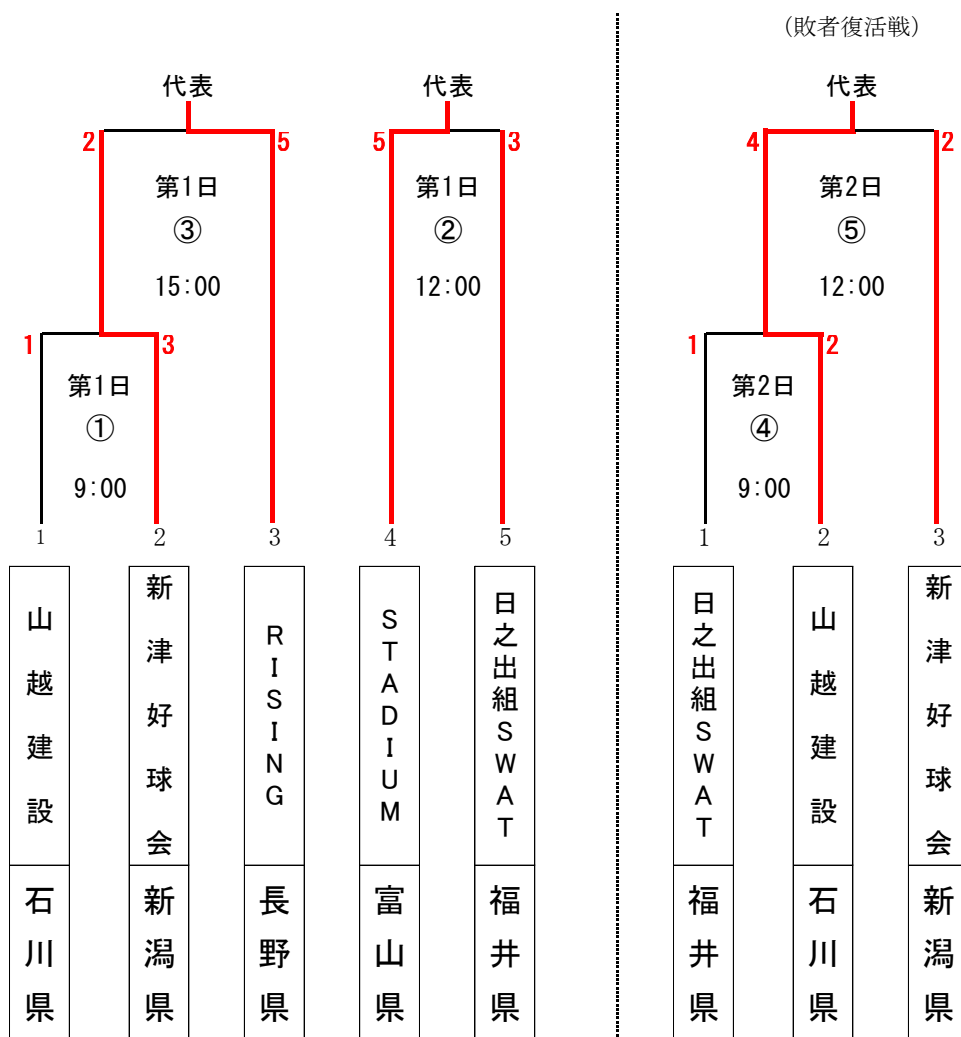 (敗者復活戦)
代表
代表
代表
2
5
5
3
4
2
第1日
③
15:00
第1日
②
12:00
第2日
⑤
12:00
1
3
1
2
第1日
①
9:00
第2日
④
9:00
1
2
3
4
5
1
2
3
山越建設
新津好球会
RISING
STADIUM
日之出組SWAT
日之出組SWAT
山越建設
新津好球会
石川県
新潟県
長野県
富山県
福井県
福井県
石川県
新潟県